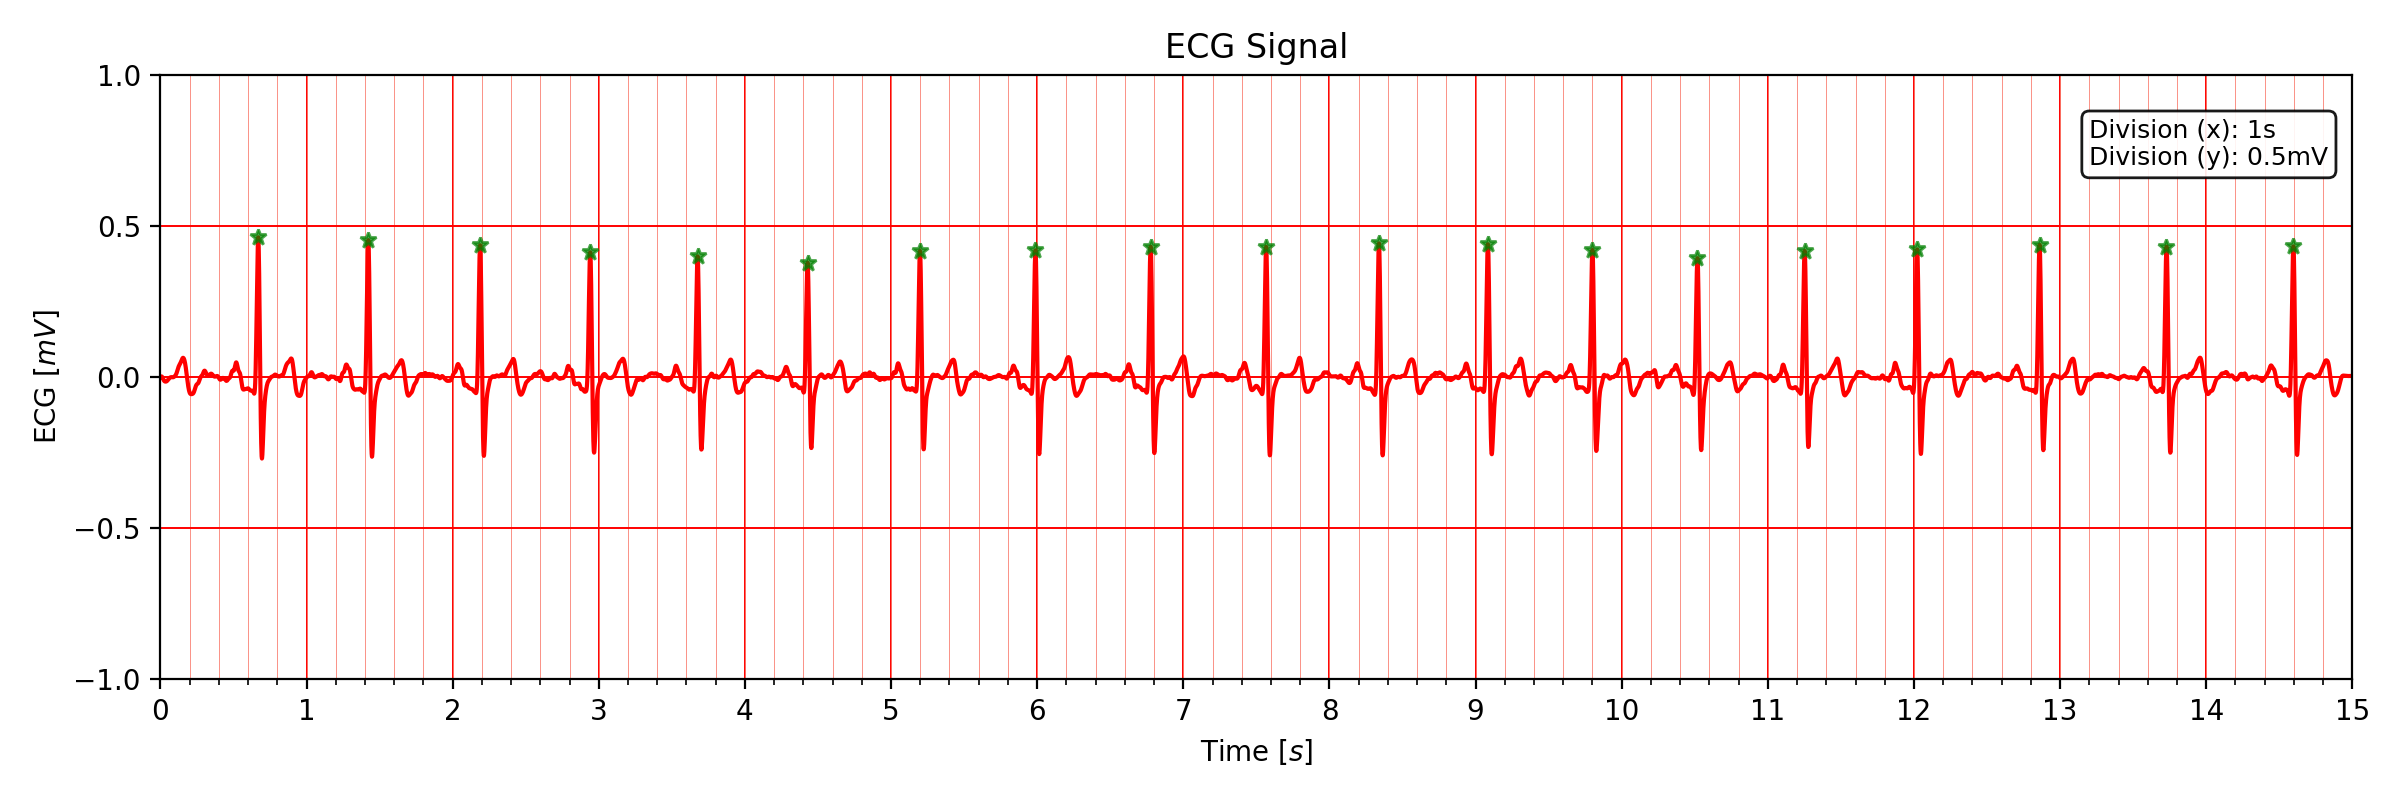 ECG Signal
1.0
0.5
0.0
−0.5
−1.0
ECG [mV]
Division (x): 1s
Division (y): 0.5mV
0 1 2 3 4 5 6 7 8 9 10 11 12 13 14 15
Time [s]